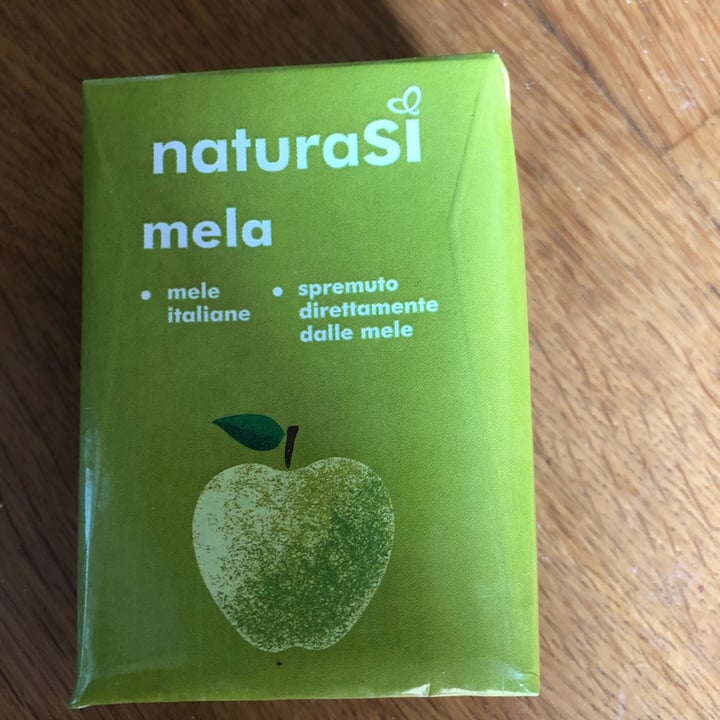 naturaSì
mela
• mele
italiane
• spremuto
direttamente
dalle mele